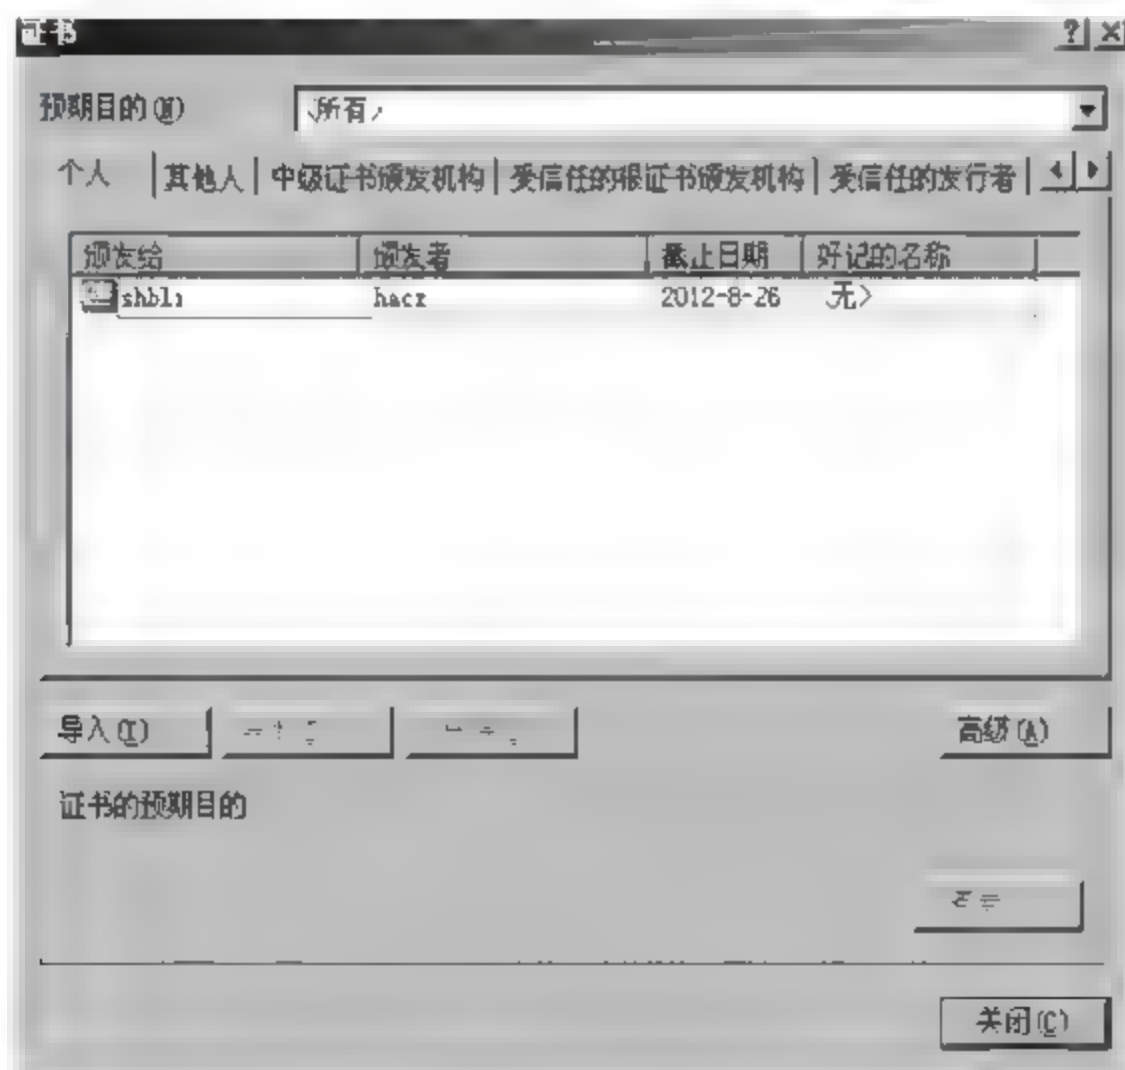 证书
预期目的(N) <所有>
个人 其他人 中级证书颁发机构 受信任的根证书颁发机构 受信任的发行者
颁发给 颁发者 截止日期 好记的名称
2012-8-26 <无>
导入(I) 高级(A)
证书的预期目的
关闭(C)